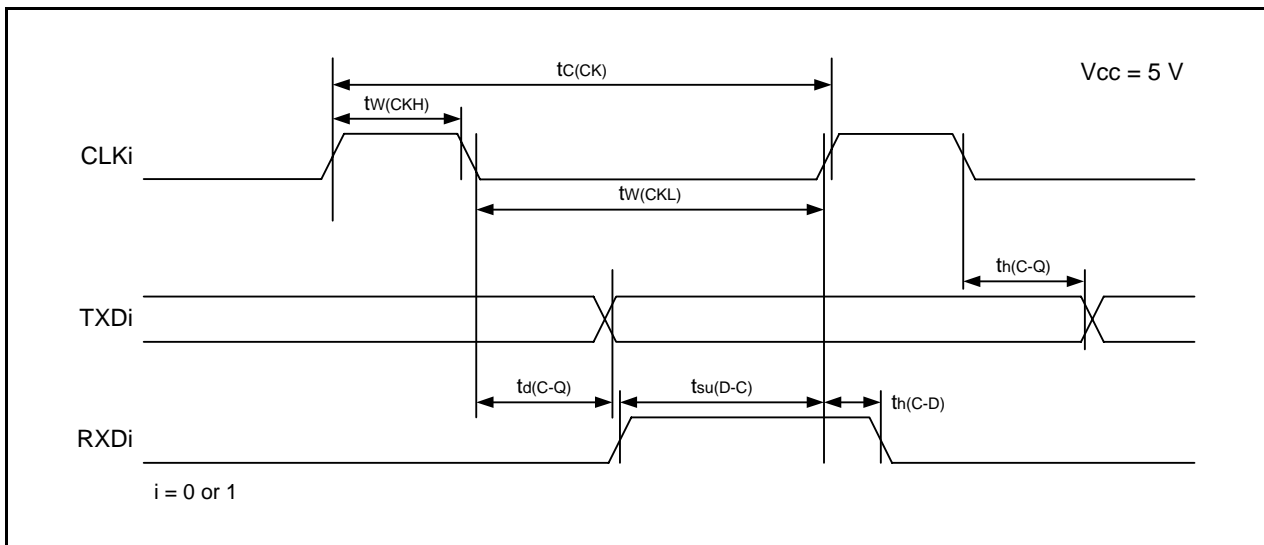 tC(CK)
Vcc = 5 V
tW(CKH)
CLKi
tW(CKL)
th(C-Q)
TXDi
td(C-Q)
tsu(D-C)
th(C-D)
RXDi
i = 0 or 1